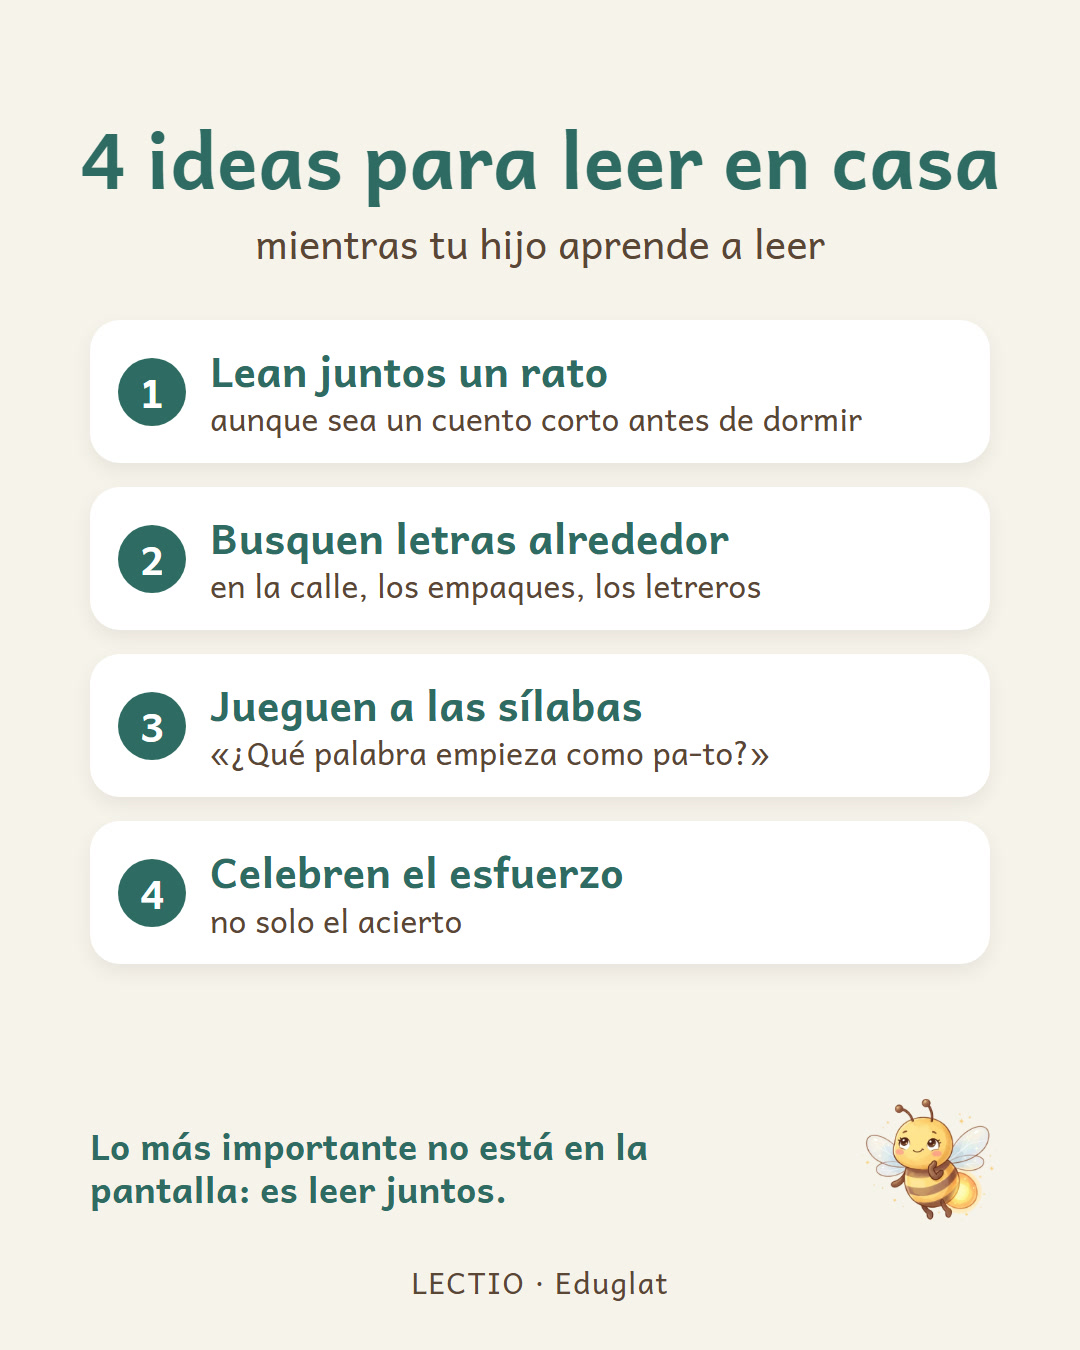 4 ideas para leer en casa
mientras tu hijo aprende a leer
1
Lean juntos un rato
aunque sea un cuento corto antes de dormir
2
Busquen letras alrededor
en la calle, los empaques, los letreros
3
Jueguen a las sílabas
«¿Qué palabra empieza como pa-to?»
4
Celebren el esfuerzo
no solo el acierto
Lo más importante no está en la
pantalla: es leer juntos.
LECTIO · Eduglat